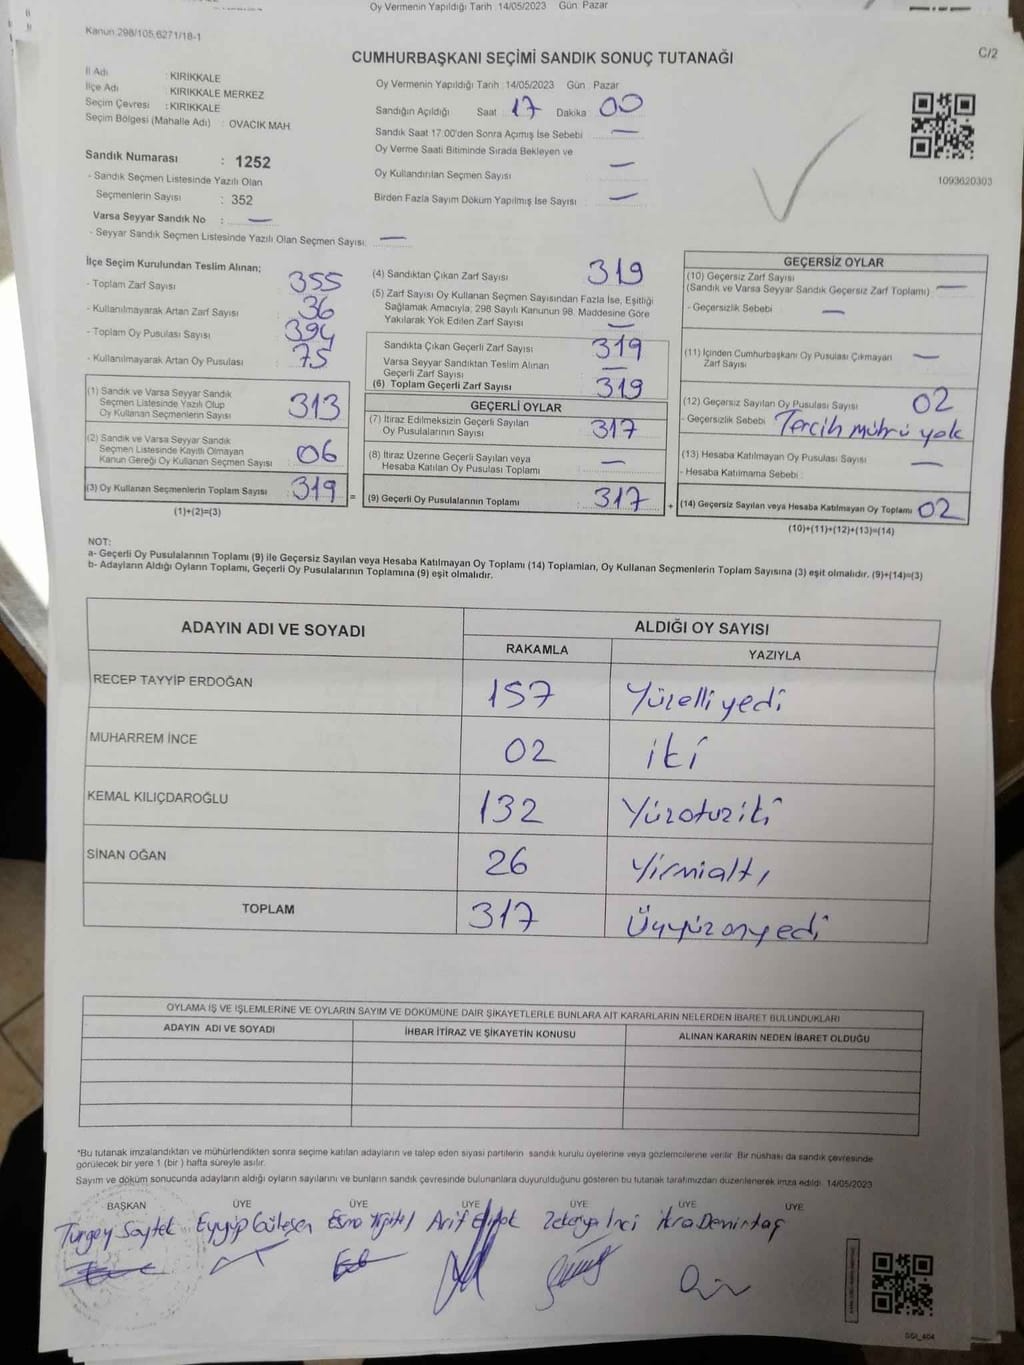 Oy Vermenin Yapıldığı Tarih :14/05/2023 Gün: Pazar
Kanun.298/105,6271/18-1
C/2
CUMHURBAŞKANI SEÇİMİ SANDIK SONUÇ TUTANAĞI
İl Adı : KIRIKKALE
İlçe Adı : KIRIKKALE MERKEZ
Seçim Çevresi : KIRIKKALE
Seçim Bölgesi (Mahalle Adı) : OVACIK MAH.
Sandık Numarası : 1252
- Sandık Seçmen Listesinde Yazılı Olan
Seçmenlerin Sayısı : 352
Varsa Seyyar Sandık No : —
- Seyyar Sandık Seçmen Listesinde Yazılı Olan Seçmen Sayısı: —
Oy Vermenin Yapıldığı Tarih :14/05/2023 Gün : Pazar
Sandığın Açıldığı Saat 17 Dakika 00
Sandık Saat 17:00'den Sonra Açımış İse Sebebi —
Oy Verme Saati Bitiminde Sırada Bekleyen ve
Oy Kullandırılan Seçmen Sayısı —
Birden Fazla Sayım Döküm Yapılmış İse Sayısı —
1093620303
İlçe Seçim Kurulundan Teslim Alınan;
- Toplam Zarf Sayısı : 355
- Kullanılmayarak Artan Zarf Sayısı : 36
- Toplam Oy Pusulası Sayısı : 394
- Kullanılmayarak Artan Oy Pusulası : 75
(1) Sandık ve Varsa Seyyar Sandık
Seçmen Listesinde Yazılı Olup
Oy Kullanan Seçmenlerin Sayısı : 313
(2) Sandık ve Varsa Seyyar Sandık
Seçmen Listesinde Kayıtlı Olmayan
Kanun Gereği Oy Kullanan Seçmen Sayısı : 06
(3) Oy Kullanan Seçmenlerin Toplam Sayısı : 319 =
(1)+(2)=(3)
(4) Sandıktan Çıkan Zarf Sayısı 319
(5) Zarf Sayısı Oy Kullanan Seçmen Sayısından Fazla İse, Eşitliği
Sağlamak Amacıyla, 298 Sayılı Kanunun 98. Maddesine Göre
Yakılarak Yok Edilen Zarf Sayısı —
Sandıkta Çıkan Geçerli Zarf Sayısı 319
Varsa Seyyar Sandıktan Teslim Alınan
Geçerli Zarf Sayısı —
(6) Toplam Geçerli Zarf Sayısı 319
GEÇERLİ OYLAR
(7) İtiraz Edilmeksizin Geçerli Sayılan
Oy Pusulalarının Sayısı 317
(8) İtiraz Üzerine Geçerli Sayılan veya
Hesaba Katılan Oy Pusulası Toplamı —
(9) Geçerli Oy Pusulalarının Toplamı : 317 +
GEÇERSİZ OYLAR
(10) Geçersiz Zarf Sayısı
(Sandık ve Varsa Seyyar Sandık Geçersiz Zarf Toplamı) —
- Geçersizlik Sebebi : —
(11) İçinden Cumhurbaşkanı Oy Pusulası Çıkmayan
Zarf Sayısı —
(12) Geçersiz Sayılan Oy Pusulası Sayısı 02
- Geçersizlik Sebebi Tercih mührü yok
(13) Hesaba Katılmayan Oy Pusulası Sayısı —
- Hesaba Katılmama Sebebi :
(14) Geçersiz Sayılan veya Hesaba Katılmayan Oy Toplamı 02
(10)+(11)+(12)+(13)=(14)
NOT:
a- Geçerli Oy Pusulalarının Toplamı (9) ile Geçersiz Sayılan veya Hesaba Katılmayan Oy Toplamı (14) Toplamları, Oy Kullanan Seçmenlerin Toplam Sayısına (3) eşit olmalıdır. (9)+(14)=(3)
b- Adayların Aldığı Oyların Toplamı, Geçerli Oy Pusulalarının Toplamına (9) eşit olmalıdır.
ADAYIN ADI VE SOYADI
ALDIĞI OY SAYISI
RAKAMLA YAZIYLA
RECEP TAYYİP ERDOĞAN 157 Yüzelliyedi
MUHARREM İNCE 02 iki
KEMAL KILIÇDAROĞLU 132 Yüzotuziki
SİNAN OĞAN 26 Yirmialtı
TOPLAM 317 Üçyüzonyedi
OYLAMA İŞ VE İŞLEMLERİNE VE OYLARIN SAYIM VE DÖKÜMÜNE DAİR ŞİKAYETLERLE BUNLARA AİT KARARLARIN NELERDEN İBARET BULUNDUKLARI
ADAYIN ADI VE SOYADI İHBAR İTİRAZ VE ŞİKAYETİN KONUSU ALINAN KARARIN NEDEN İBARET OLDUĞU
*Bu tutanak imzalandıktan ve mühürlendikten sonra seçime katılan adayların ve talep eden siyasi partilerin sandık kurulu üyelerine veya gözlemcilerine verilir. Bir nüshası da sandık çevresinde
görülecek bir yere 1 (bir) hafta süreyle asılır.
Sayım ve döküm sonucunda adayların aldığı oyların sayılarını ve bunların sandık çevresinde bulunanlara duyurulduğunu gösteren bu tutanak tarafımızdan düzenlenerek imza edildi. 14/05/2023
BAŞKAN ÜYE ÜYE ÜYE ÜYE ÜYE ÜYE
Turgay Soytek Eyyüp Güleşen Esma Yiğitel Arif Zekeriya İnci İkra Demirtaş